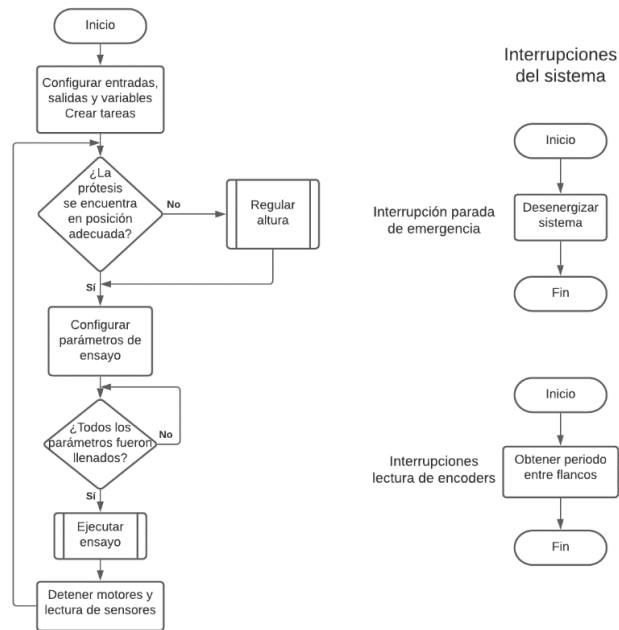 Inicio
Configurar entradas,
salidas y variables
Crear tareas
¿La
prótesis
se encuentra
en posición
adecuada?
No
Regular
altura
Sí
Configurar
parámetros de
ensayo
¿Todos los
parámetros fueron
llenados?
No
Sí
Ejecutar
ensayo
Detener motores y
lectura de sensores
Interrupciones
del sistema
Inicio
Interrupción parada
de emergencia
Desenergizar
sistema
Fin
Inicio
Interrupciones
lectura de encoders
Obtener periodo
entre flancos
Fin